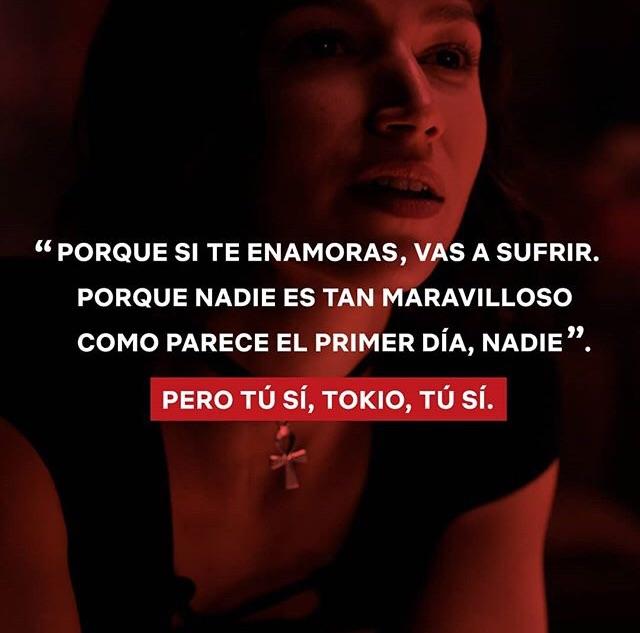 “ PORQUE SI TE ENAMORAS, VAS A SUFRIR.
PORQUE NADIE ES TAN MARAVILLOSO
COMO PARECE EL PRIMER DÍA, NADIE”.
PERO TÚ SÍ, TOKIO, TÚ SÍ.